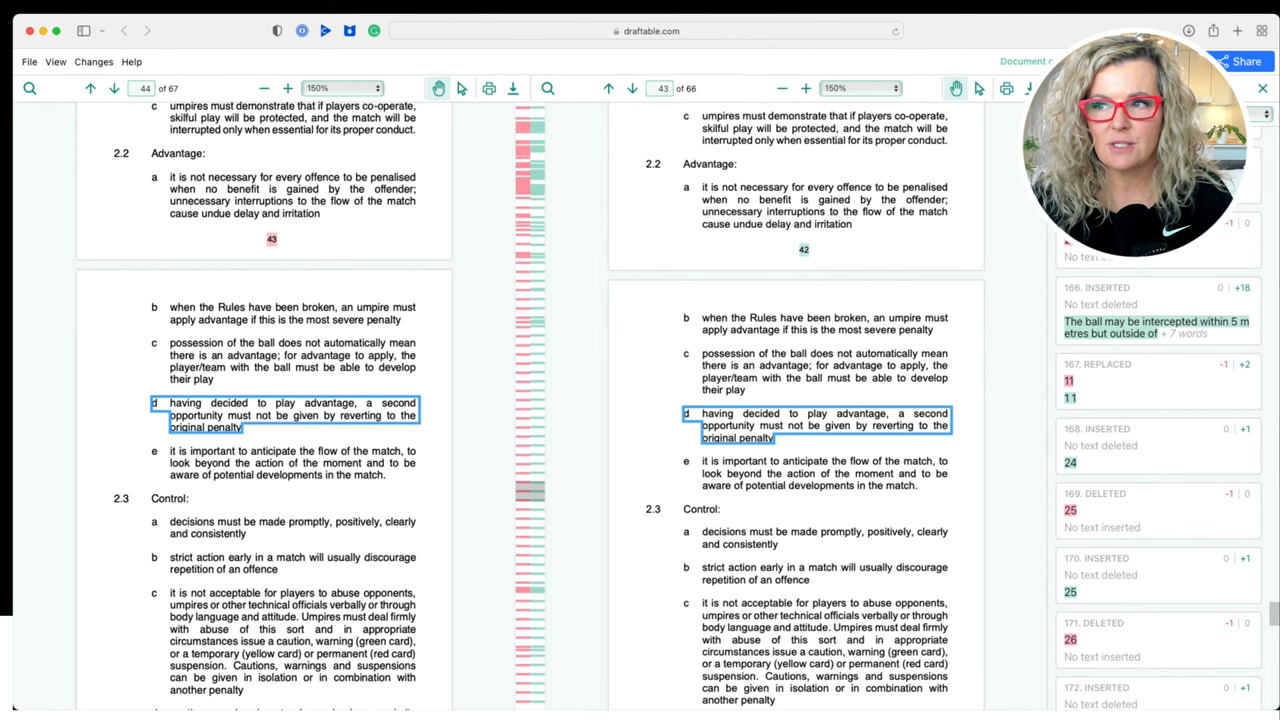 draftable.com
File View Changes Help
Document
Share
44 of 67
150%
43 of 66
150%
c umpires must demonstrate that if players co-operate,
skilful play will be protected, and the match will be
interrupted only when essential for its proper conduct.
2.2 Advantage:
a it is not necessary for every offence to be penalised
when no benefit is gained by the offender;
unnecessary interruptions to the flow of the match
cause undue delay and irritation
43
b when the Rules have been broken, an umpire must
apply advantage if this is the most severe penalty
c possession of the ball does not automatically mean
there is an advantage; for advantage to apply, the
player/team with the ball must be able to develop
their play
d having decided to play advantage, a second
opportunity must not be given by reverting to the
original penalty
e it is important to anticipate the flow of the match, to
look beyond the action of the moment and to be
aware of potential developments in the match.
2.3 Control:
a decisions must be made promptly, positively, clearly
and consistently
b strict action early in a match will usually discourage
repetition of an offence
c it is not acceptable for players to abuse opponents,
umpires or other technical officials verbally or through
body language and attitude. Umpires must deal firmly
with abuse of this sort and in appropriate
circumstances issue a caution, warning (green card),
or a temporary (yellow card) or permanent (red card)
suspension. Cautions, warnings and suspensions
can be given in isolation or in combination with
another penalty
c umpires must demonstrate that if players co-operate,
skilful play will be protected, and the match will be
interrupted only when essential for its proper conduct.
2.2 Advantage:
a it is not necessary for every offence to be penalised
when no benefit is gained by the offender;
unnecessary interruptions to the flow of the match
cause undue delay and irritation
42
b when the Rules have been broken, an umpire must
apply advantage if this is the most severe penalty
c possession of the ball does not automatically mean
there is an advantage; for advantage to apply, the
player/team with the ball must be able to develop
their play
d having decided to play advantage, a second
opportunity must not be given by reverting to the
original penalty
e it is important to anticipate the flow of the match, to
look beyond the action of the moment and to be
aware of potential developments in the match.
2.3 Control:
a decisions must be made promptly, positively, clearly
and consistently
b strict action early in a match will usually discourage
repetition of an offence
c it is not acceptable for players to abuse opponents,
umpires or other technical officials verbally or through
body language and attitude. Umpires must deal firmly
with abuse of this sort and in appropriate
circumstances issue a caution, warning (green card),
or a temporary (yellow card) or permanent (red card)
suspension. Cautions, warnings and suspensions
can be given in isolation or in combination with
another penalty
-1 0
No text
166. INSERTED 0 +18
No text deleted
The ball may be intercepted within 5m
etres but outside of + 7 words
167. REPLACED -1 +2
11
1 1
168. INSERTED 0 +1
No text deleted
24
169. DELETED -1 0
25
No text inserted
170. INSERTED 0 +1
No text deleted
25
171. DELETED -1 0
26
No text inserted
172. INSERTED 0 +1
No text deleted